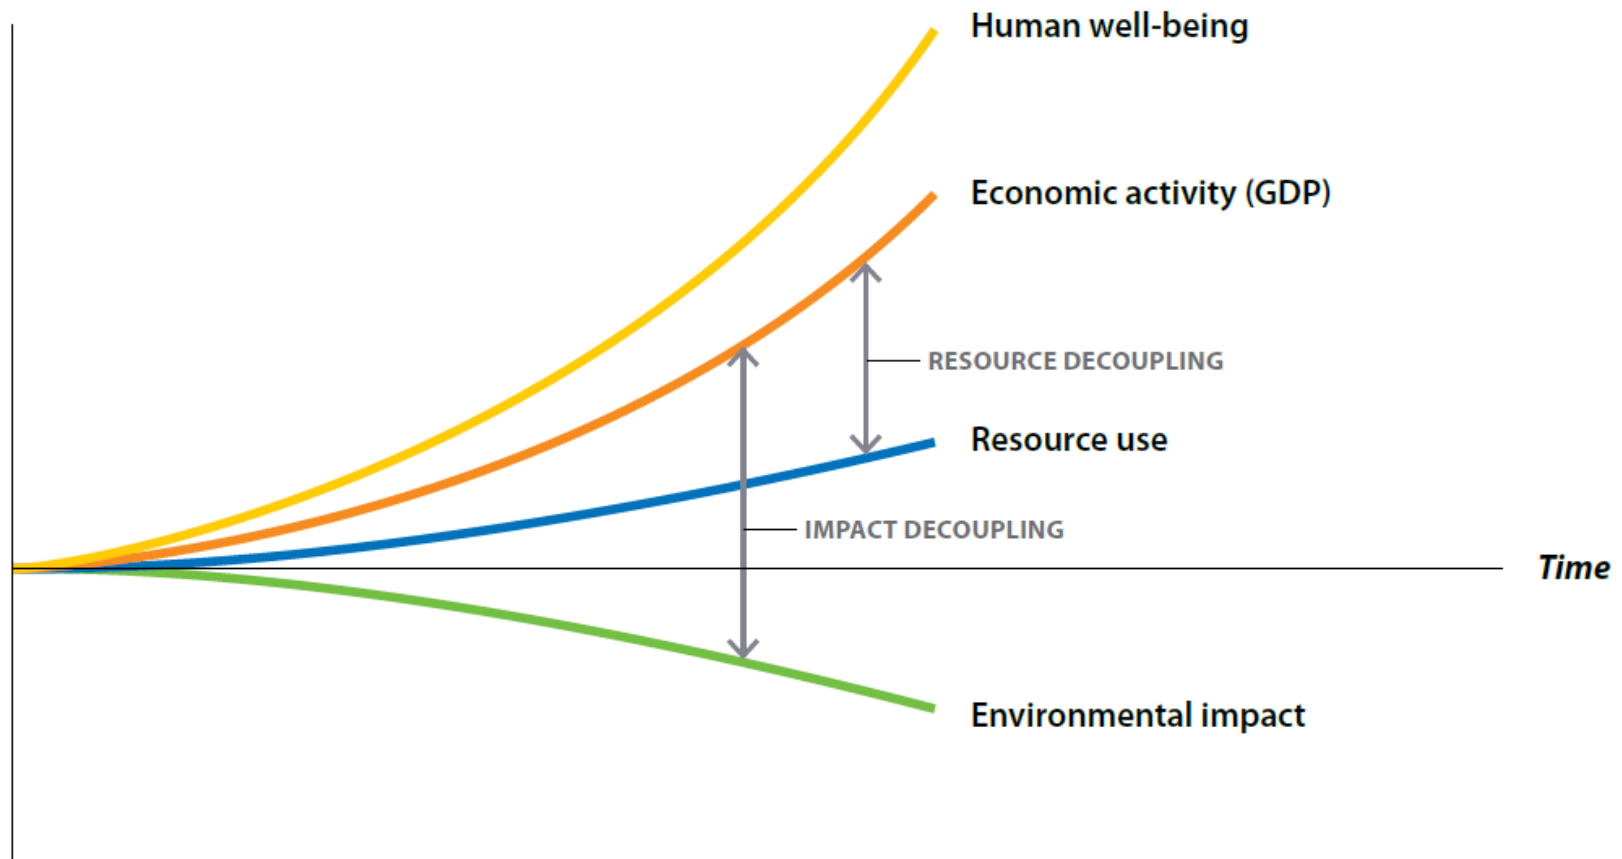 Human well-being
Economic activity (GDP)
RESOURCE DECOUPLING
Resource use
IMPACT DECOUPLING
Time
Environmental impact